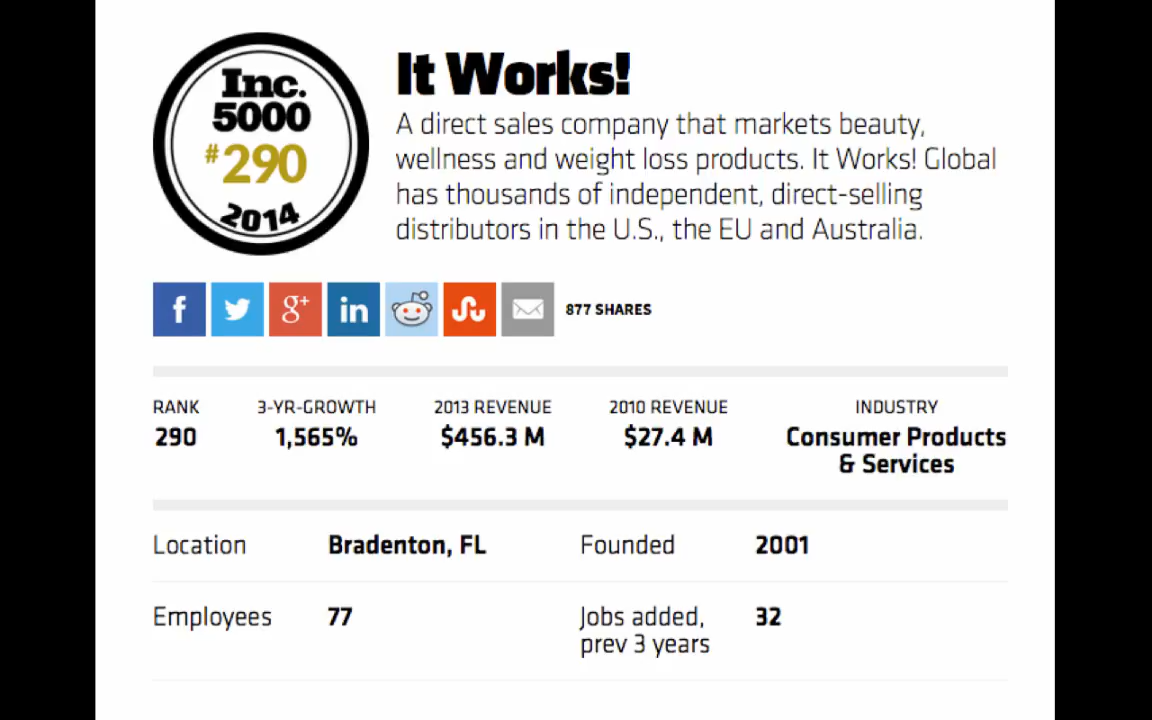 Inc.
5000
#290
2014
It Works!
A direct sales company that markets beauty,
wellness and weight loss products. It Works! Global
has thousands of independent, direct-selling
distributors in the U.S., the EU and Australia.
f g+ in 877 SHARES
RANK 3-YR-GROWTH 2013 REVENUE 2010 REVENUE INDUSTRY
290 1,565% $456.3 M $27.4 M Consumer Products
& Services
Location Bradenton, FL Founded 2001
Employees 77 Jobs added, 32
prev 3 years